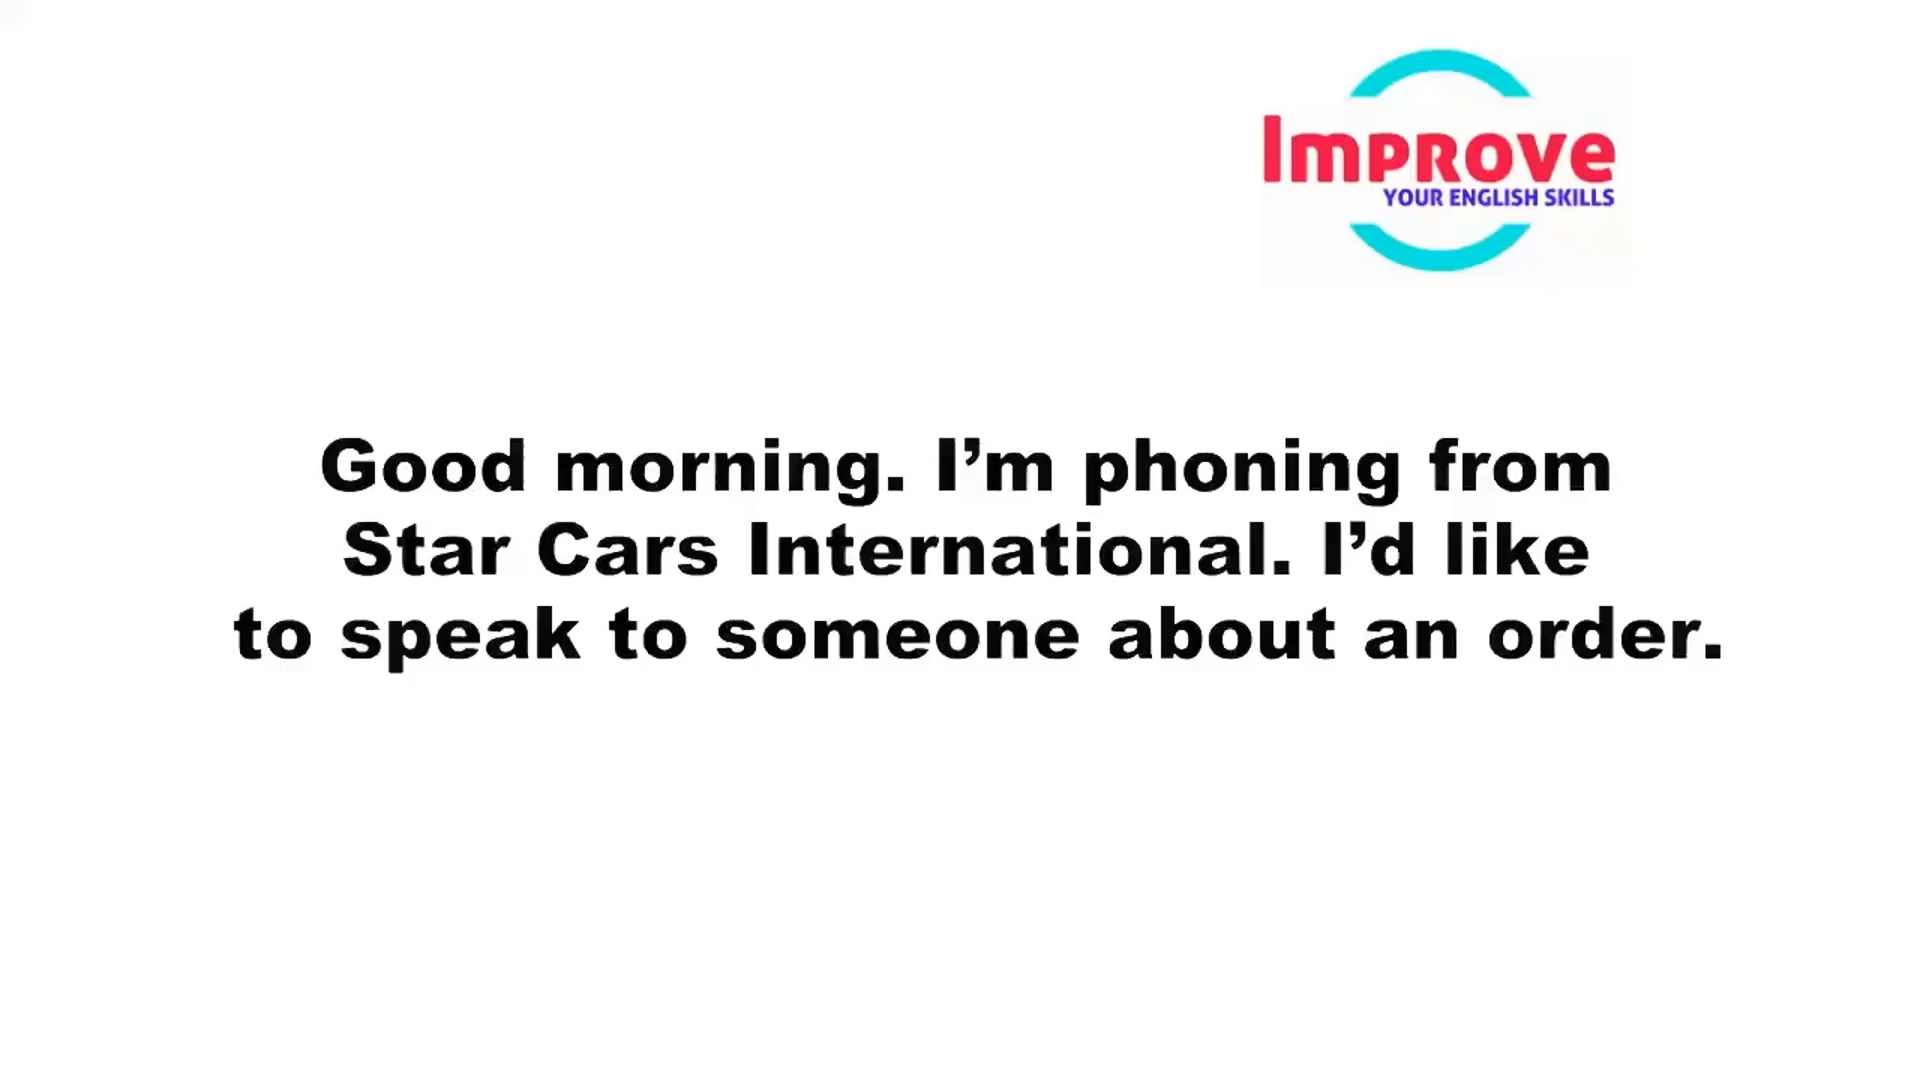 Improve
YOUR ENGLISH SKILLS
Good morning. I’m phoning from
Star Cars International. I’d like
to speak to someone about an order.